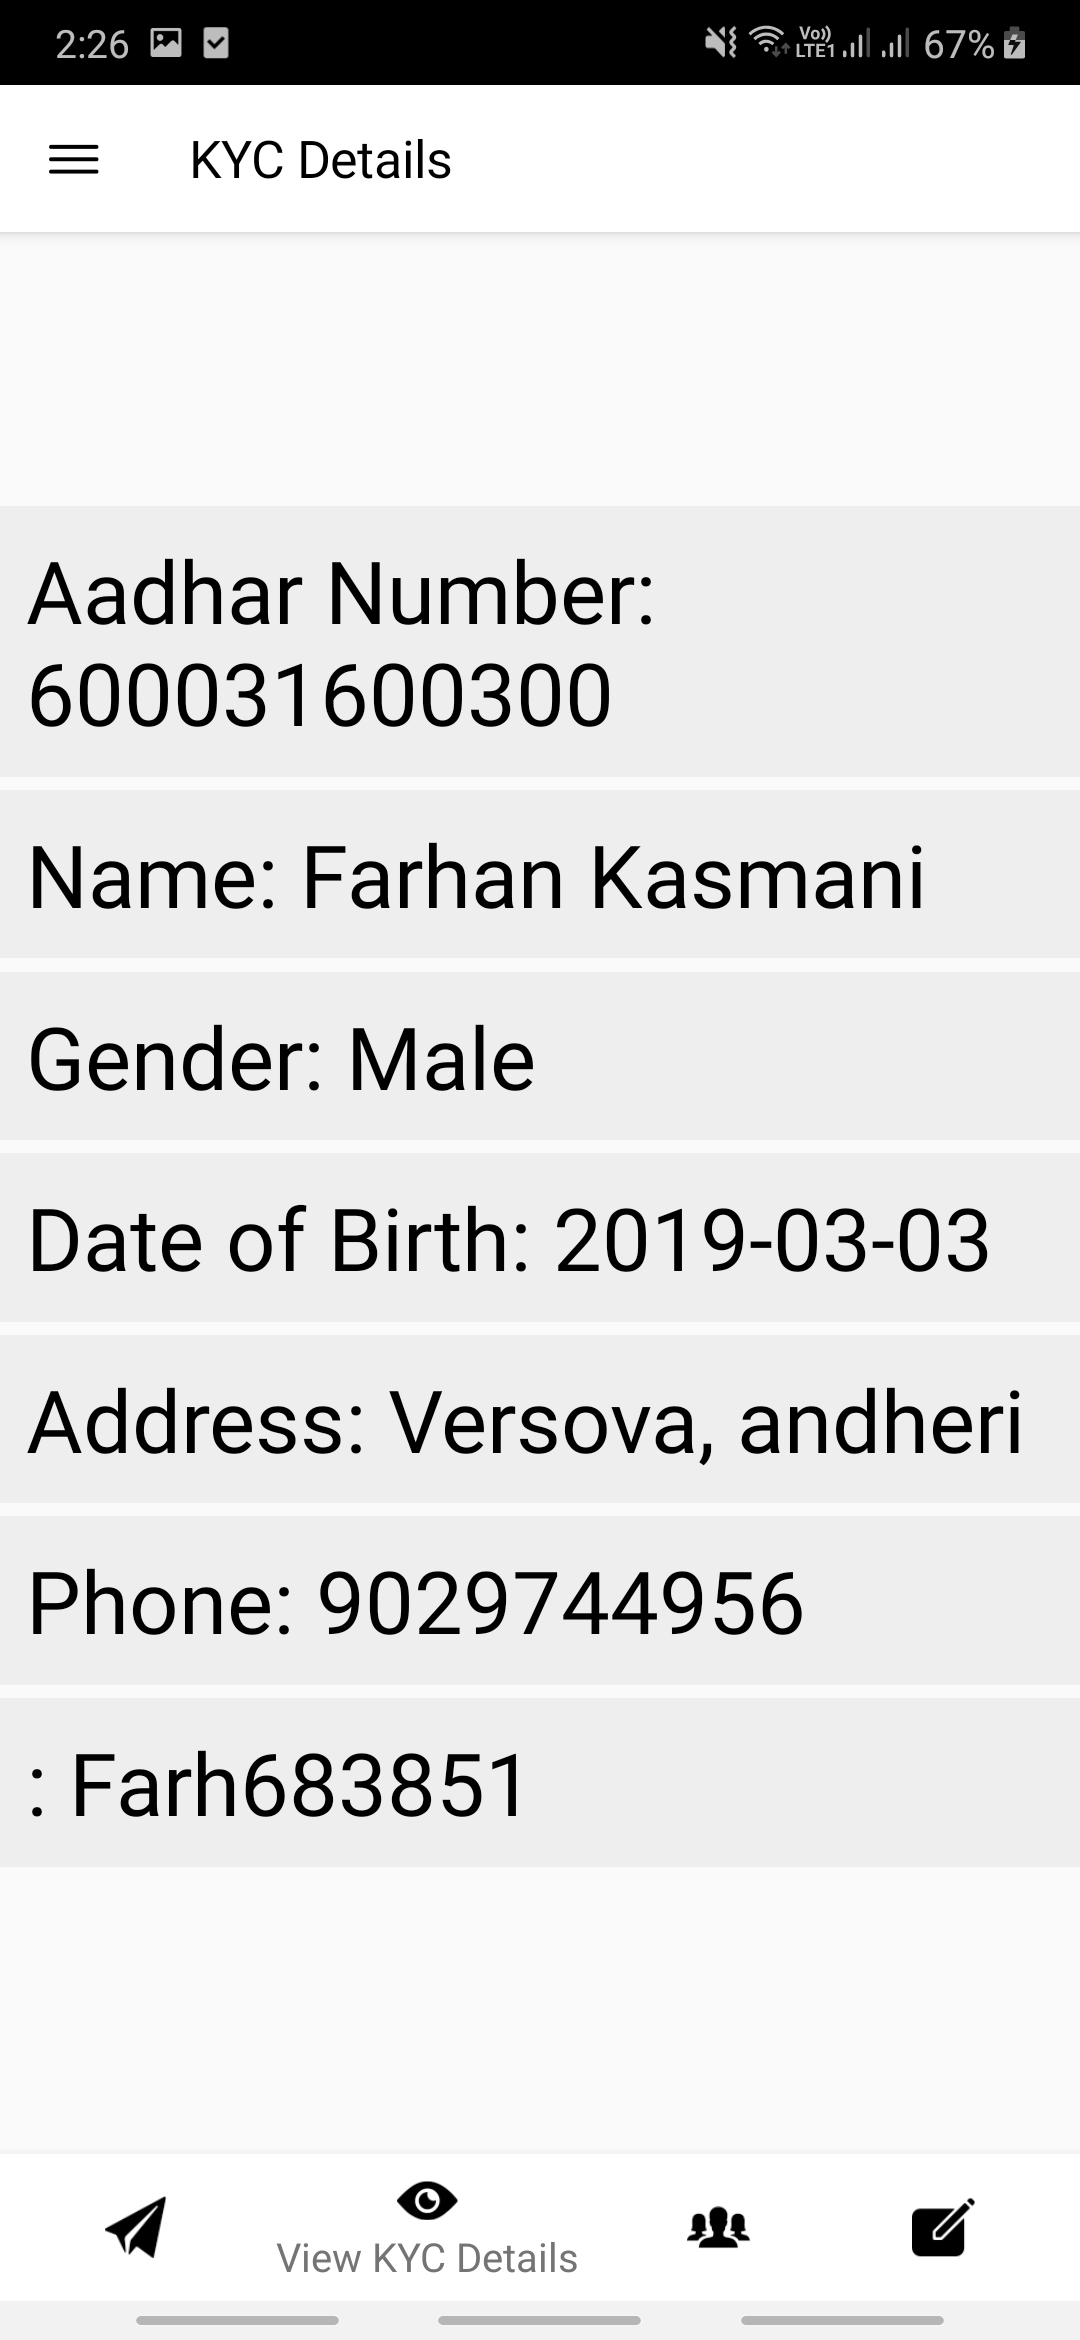 2:26
Vo)) LTE1
67%
KYC Details
Aadhar Number:
600031600300
Name: Farhan Kasmani
Gender: Male
Date of Birth: 2019-03-03
Address: Versova, andheri
Phone: 9029744956
: Farh683851
View KYC Details